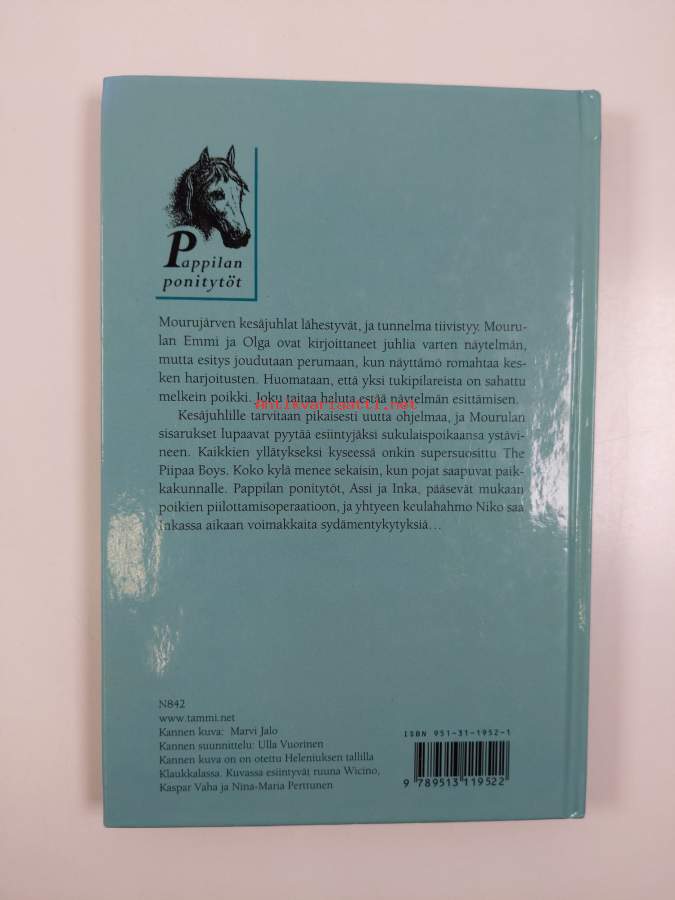 Pappilan
ponitytöt
Mourujärven kesäjuhlat lähestyvät, ja tunnelma tiivistyy. Mouru-
lan Emmi ja Olga ovat kirjoittaneet juhlia varten näytelmän,
mutta esitys joudutaan perumaan, kun näyttämö romahtaa kes-
ken harjoitusten. Huomataan, että yksi tukipilareista on sahattu
melkein poikki. Joku taitaa haluta estää näytelmän esittämisen.
antikvariaatti.net
Kesäjuhlille tarvitaan pikaisesti uutta ohjelmaa, ja Mourulan
sisarukset lupaavat pyytää esiintyjäksi sukulaispoikaansa ystävi-
neen. Kaikkien yllätykseksi kyseessä onkin supersuosittu The
Piipaa Boys. Koko kylä menee sekaisin, kun pojat saapuvat paik-
kakunnalle. Pappilan ponitytöt, Assi ja Inka, pääsevät mukaan
poikien piilottamisoperaatioon, ja yhtyeen keulahahmo Niko saa
Inkassa aikaan voimakkaita sydämentykytyksiä...
N842
www.tammi.net
Kannen kuva: Marvi Jalo
Kannen suunnittelu: Ulla Vuorinen
Kannen kuva on on otettu Heleniuksen tallilla
Klaukkalassa. Kuvassa esiintyvät ruuna Wicino,
Kaspar Vaha ja Nina-Maria Perttunen
ISBN 951-31-1952-1
9 789513 119522